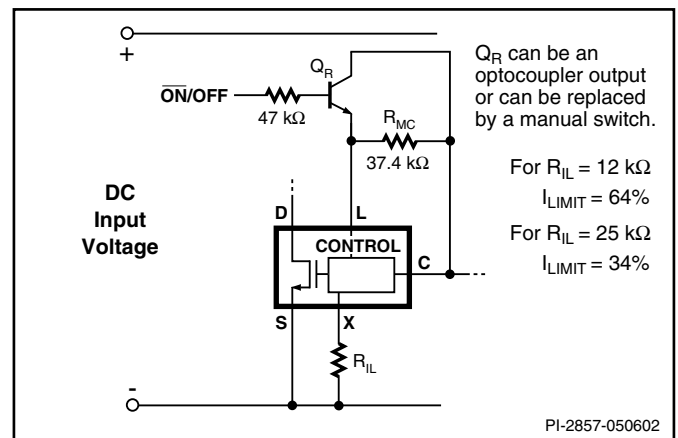 +
Q_R
ON/OFF
47 kΩ
R_MC
37.4 kΩ
Q_R can be an
optocoupler output
or can be replaced
by a manual switch.
For R_IL = 12 kΩ
I_LIMIT = 64%
For R_IL = 25 kΩ
I_LIMIT = 34%
DC
Input
Voltage
D
L
CONTROL
C
S
X
R_IL
-
PI-2857-050602